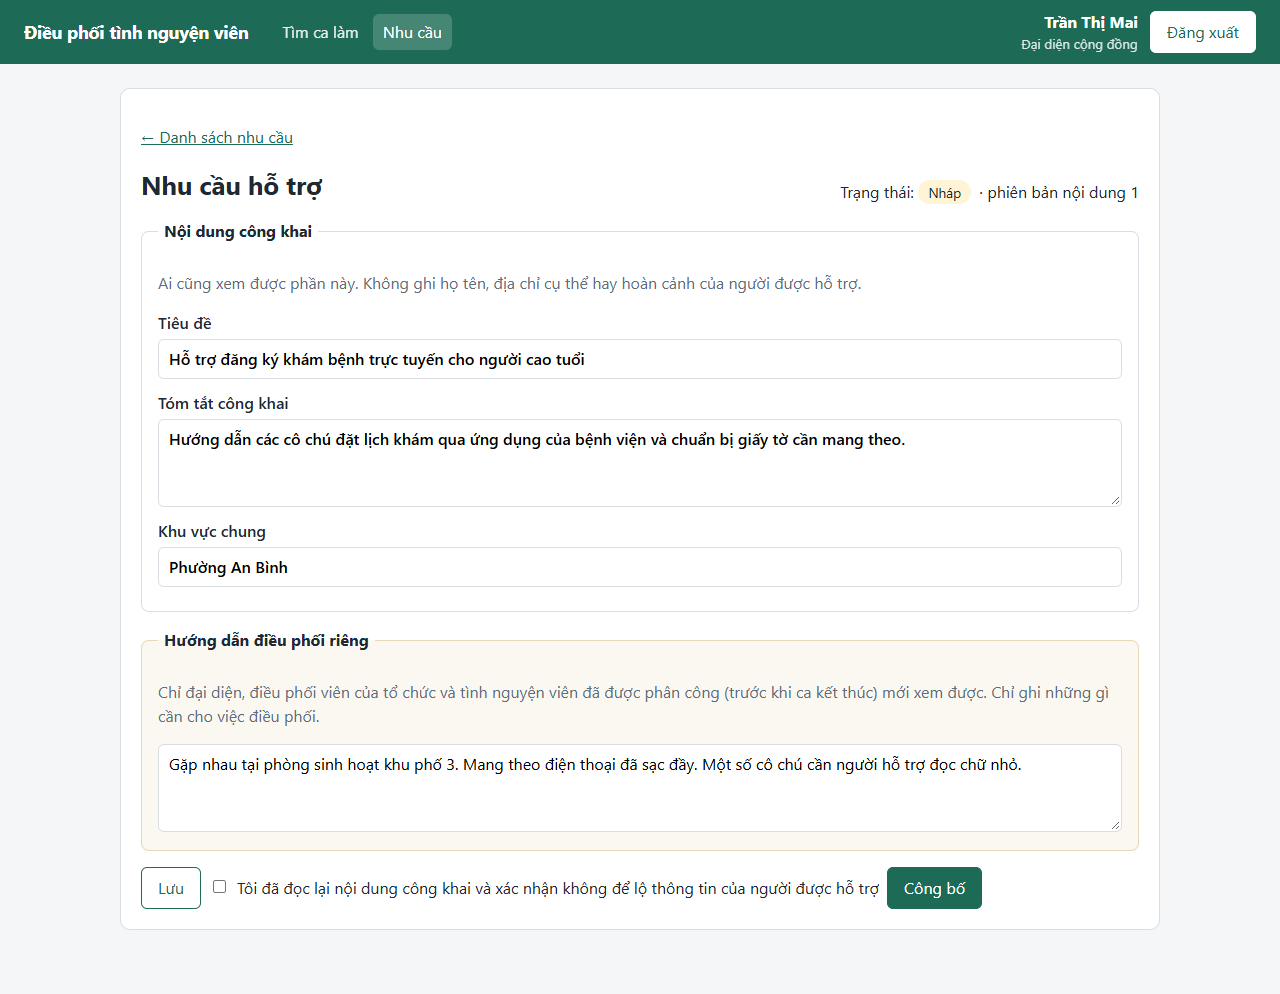 Điều phối tình nguyện viên
Tìm ca làm
Nhu cầu
Trần Thị Mai
Đại diện cộng đồng
Đăng xuất
← Danh sách nhu cầu
Nhu cầu hỗ trợ
Trạng thái: Nháp · phiên bản nội dung 1
Nội dung công khai
Ai cũng xem được phần này. Không ghi họ tên, địa chỉ cụ thể hay hoàn cảnh của người được hỗ trợ.
Tiêu đề
Hỗ trợ đăng ký khám bệnh trực tuyến cho người cao tuổi
Tóm tắt công khai
Hướng dẫn các cô chú đặt lịch khám qua ứng dụng của bệnh viện và chuẩn bị giấy tờ cần mang theo.
Khu vực chung
Phường An Bình
Hướng dẫn điều phối riêng
Chỉ đại diện, điều phối viên của tổ chức và tình nguyện viên đã được phân công (trước khi ca kết thúc) mới xem được. Chỉ ghi những gì
cần cho việc điều phối.
Gặp nhau tại phòng sinh hoạt khu phố 3. Mang theo điện thoại đã sạc đầy. Một số cô chú cần người hỗ trợ đọc chữ nhỏ.
Lưu
Tôi đã đọc lại nội dung công khai và xác nhận không để lộ thông tin của người được hỗ trợ
Công bố